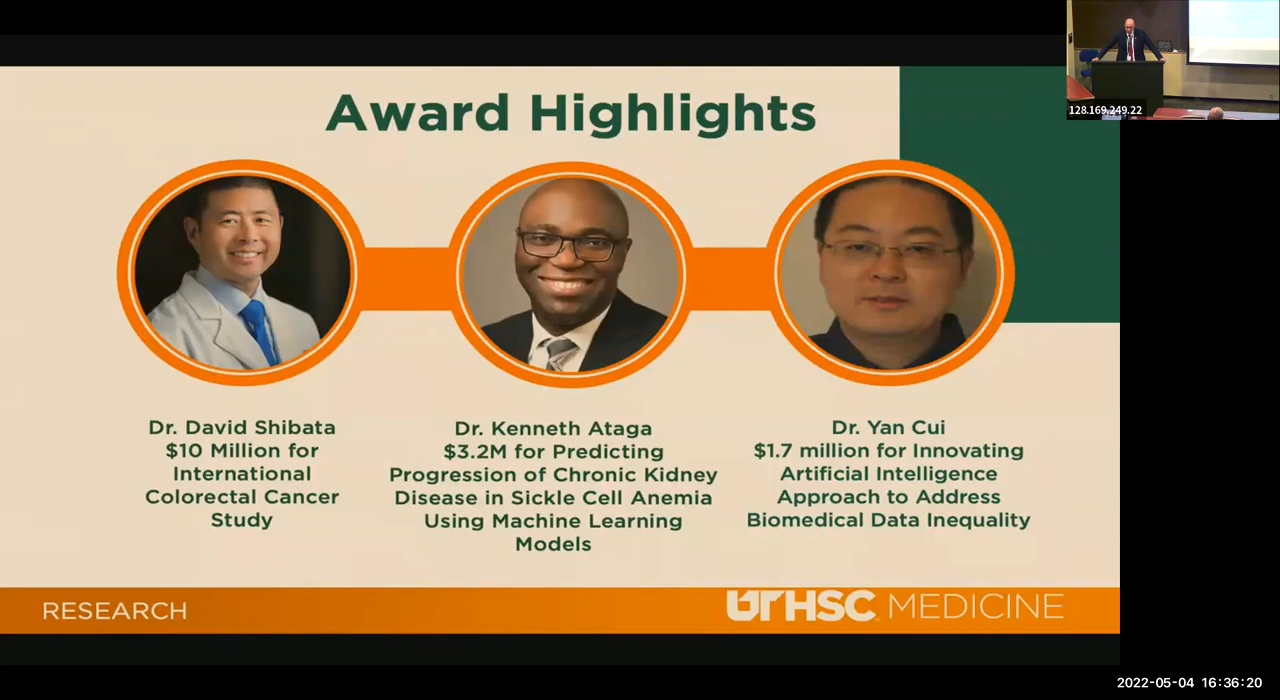 Award Highlights
128.169.249.22
Dr. David Shibata
$10 Million for
International
Colorectal Cancer
Study
Dr. Kenneth Ataga
$3.2M for Predicting
Progression of Chronic Kidney
Disease in Sickle Cell Anemia
Using Machine Learning
Models
Dr. Yan Cui
$1.7 million for Innovating
Artificial Intelligence
Approach to Address
Biomedical Data Inequality
RESEARCH
UTHSC MEDICINE
2022-05-04 16:36:20